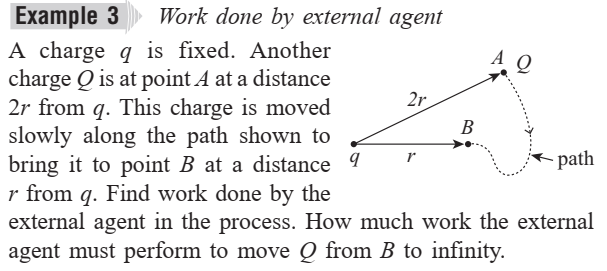 Example 3 Work done by external agent
A charge q is fixed. Another
charge Q is at point A at a distance
2r from q. This charge is moved
slowly along the path shown to
bring it to point B at a distance
r from q. Find work done by the
external agent in the process. How much work the external
agent must perform to move Q from B to infinity.
A Q
2r
B
q r
path